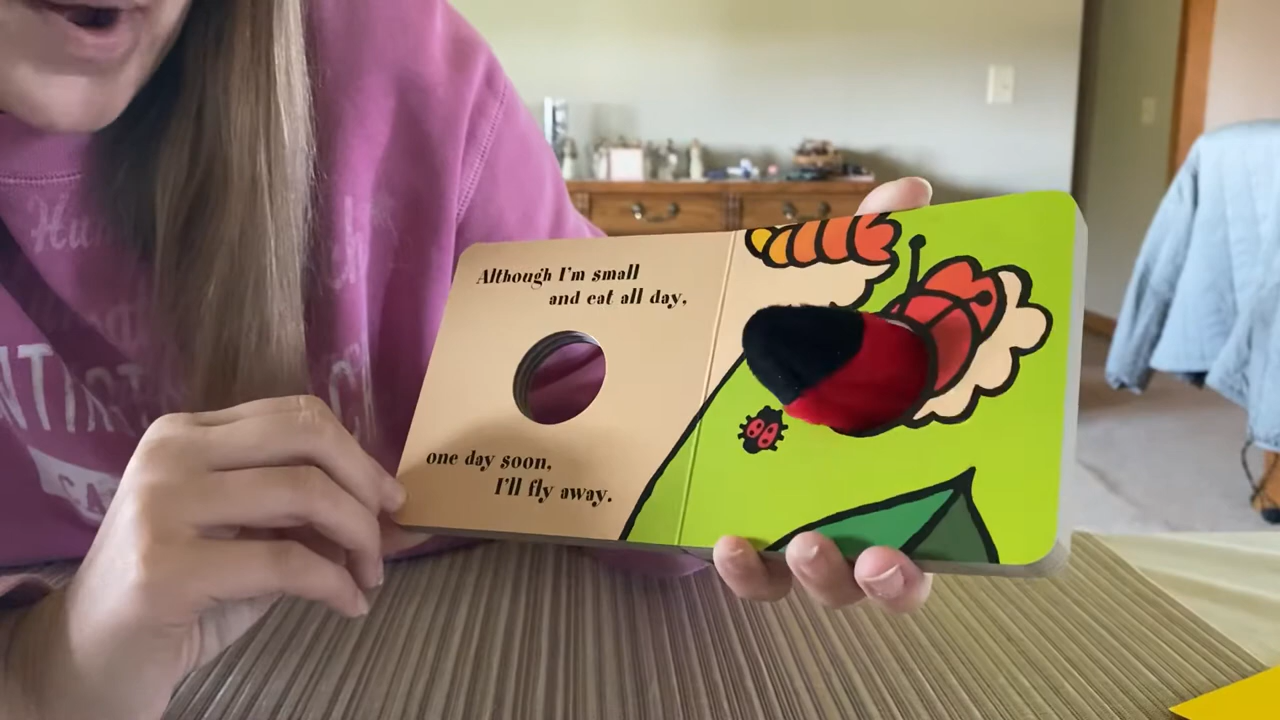 Although I'm small
and eat all day,
one day soon,
I'll fly away.